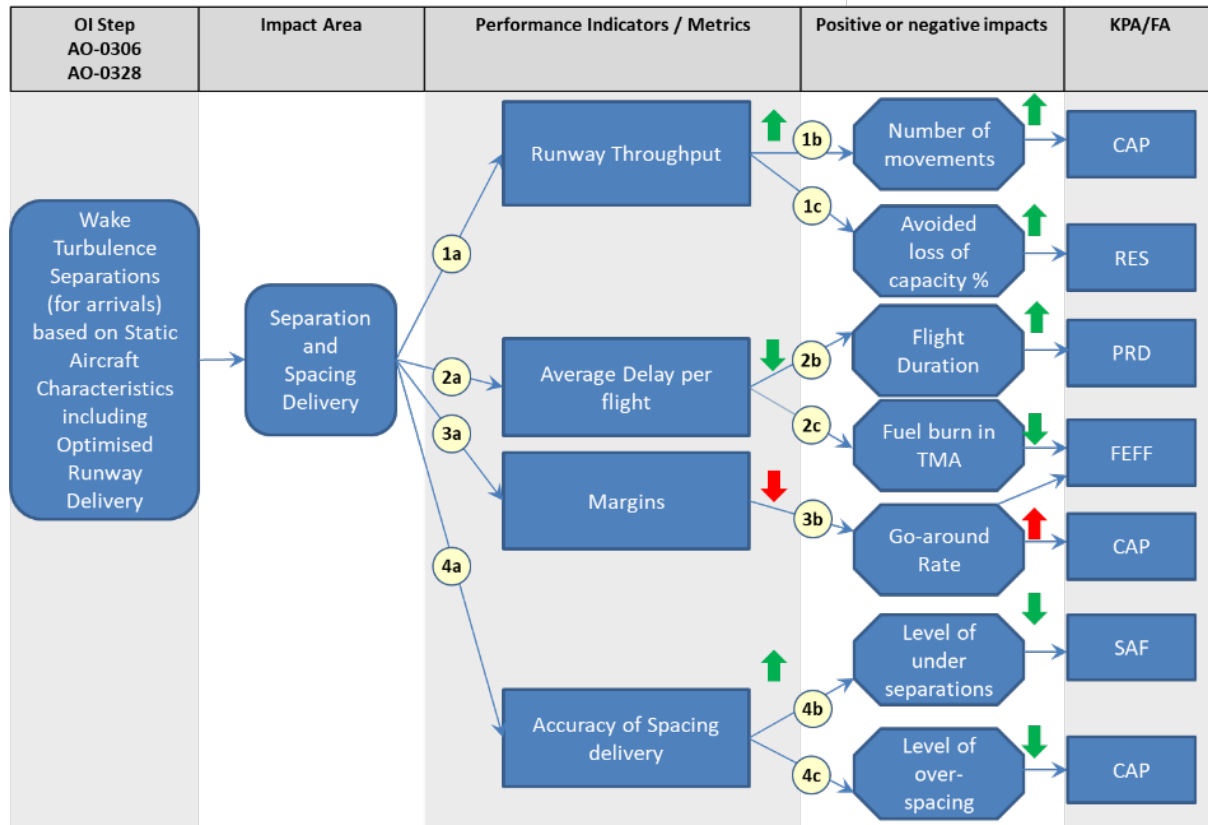 OI Step
AO-0306
AO-0328
Impact Area
Performance Indicators / Metrics
Positive or negative impacts
KPA/FA
Wake
Turbulence
Separations
(for arrivals)
based on Static
Aircraft
Characteristics
including
Optimised
Runway
Delivery
Separation
and
Spacing
Delivery
1a
2a
3a
4a
Runway Throughput
Average Delay per
flight
Margins
Accuracy of Spacing
delivery
1b
1c
2b
2c
3b
4b
4c
Number of
movements
Avoided
loss of
capacity %
Flight
Duration
Fuel burn in
TMA
Go-around
Rate
Level of
under
separations
Level of
over-
spacing
CAP
RES
PRD
FEFF
CAP
SAF
CAP